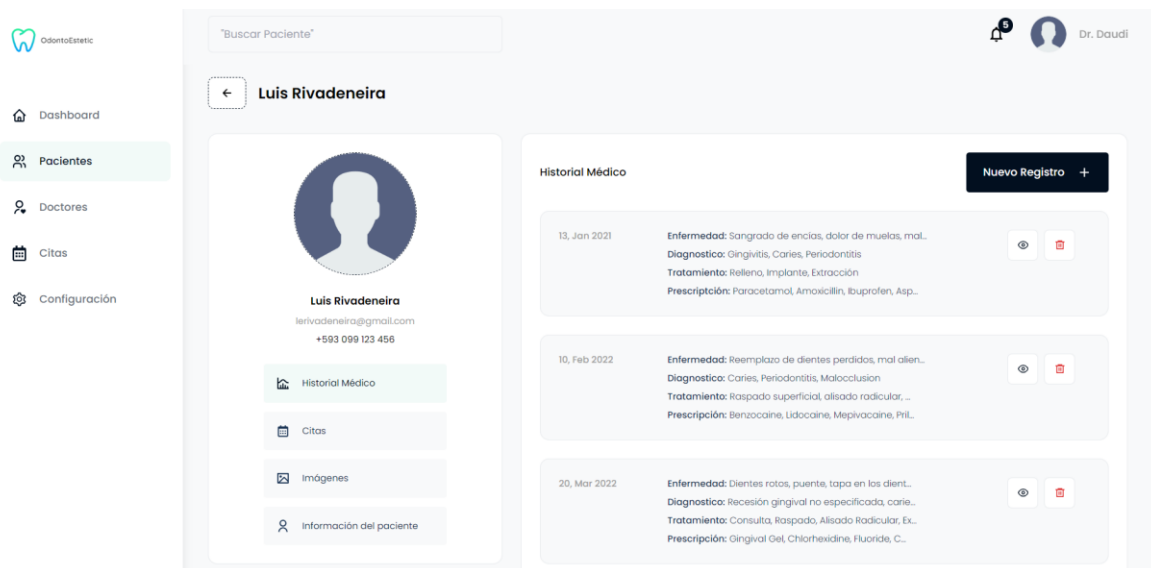 OdontoEstetic
"Buscar Paciente"
5
Dr. Daudi
Luis Rivadeneira
Dashboard
Pacientes
Doctores
Citas
Configuración
Luis Rivadeneira
lerivadeneira@gmail.com
+593 099 123 456
Historial Médico
Citas
Imágenes
Información del paciente
Historial Médico
Nuevo Registro +
13, Jan 2021
Enfermedad: Sangrado de encias, dolor de muelas, mal...
Diagnostico: Gingivitis, Caries, Periodontitis
Tratamiento: Relleno, Implante, Extracción
Prescriptción: Paracetamol, Amoxicillin, Ibuprofen, Asp...
10, Feb 2022
Enfermedad: Reemplazo de dientes perdidos, mal alien...
Diagnostico: Caries, Periodontitis, Malocclusion
Tratamiento: Raspado superficial, alisado radicular, ...
Prescripción: Benzocaine, Lidocaine, Mepivacaine, Pril...
20, Mar 2022
Enfermedad: Dientes rotos, puente, tapa en los dient...
Diagnostico: Recesión gingival no especificada, carie...
Tratamiento: Consulta, Raspado, Alisado Radicular, Ex...
Prescripción: Gingival Gel, Chlorhexidine, Fluoride, C...